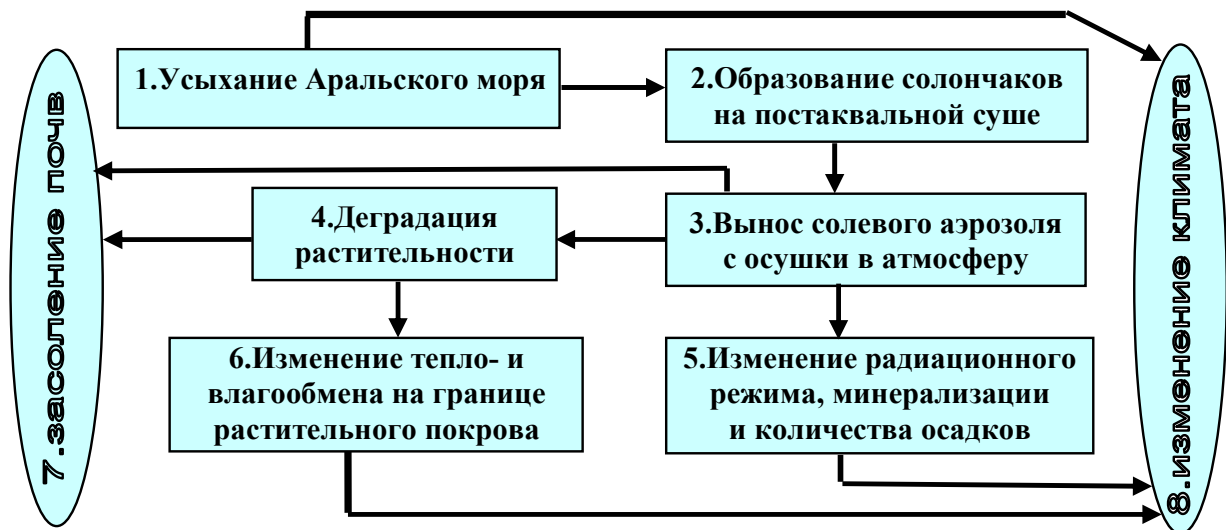 1.Усыхание Аральского моря
2.Образование солончаков
на постаквальной суше
3.Вынос солевого аэрозоля
с осушки в атмосферу
4.Деградация
растительности
5.Изменение радиационного
режима, минерализации
и количества осадков
6.Изменение тепло- и
влагообмена на границе
растительного покрова
7.засоление почв
8.изменение климата